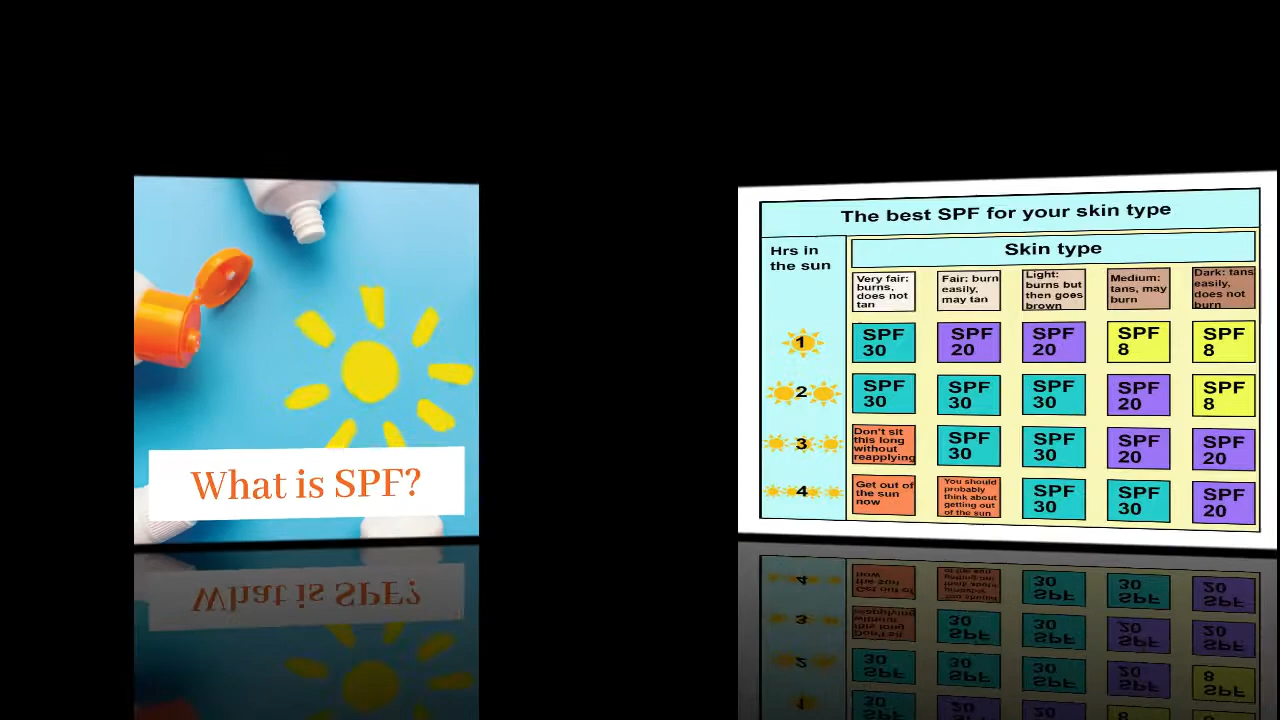 What is SPF?
The best SPF for your skin type
Hrs in
the sun
Skin type
Very fair:
burns,
does not
tan
Fair: burn
easily,
may tan
Light:
burns but
then goes
brown
Medium:
tans, may
burn
Dark: tans
easily,
does not
burn
1
SPF
30
SPF
20
SPF
20
SPF
8
SPF
8
2
SPF
30
SPF
30
SPF
30
SPF
20
SPF
8
3
Don't sit
this long
without
reapplying
SPF
30
SPF
30
SPF
20
SPF
20
4
Get out of
the sun
now
You should
probably
think about
getting out
of the sun
SPF
30
SPF
30
SPF
20